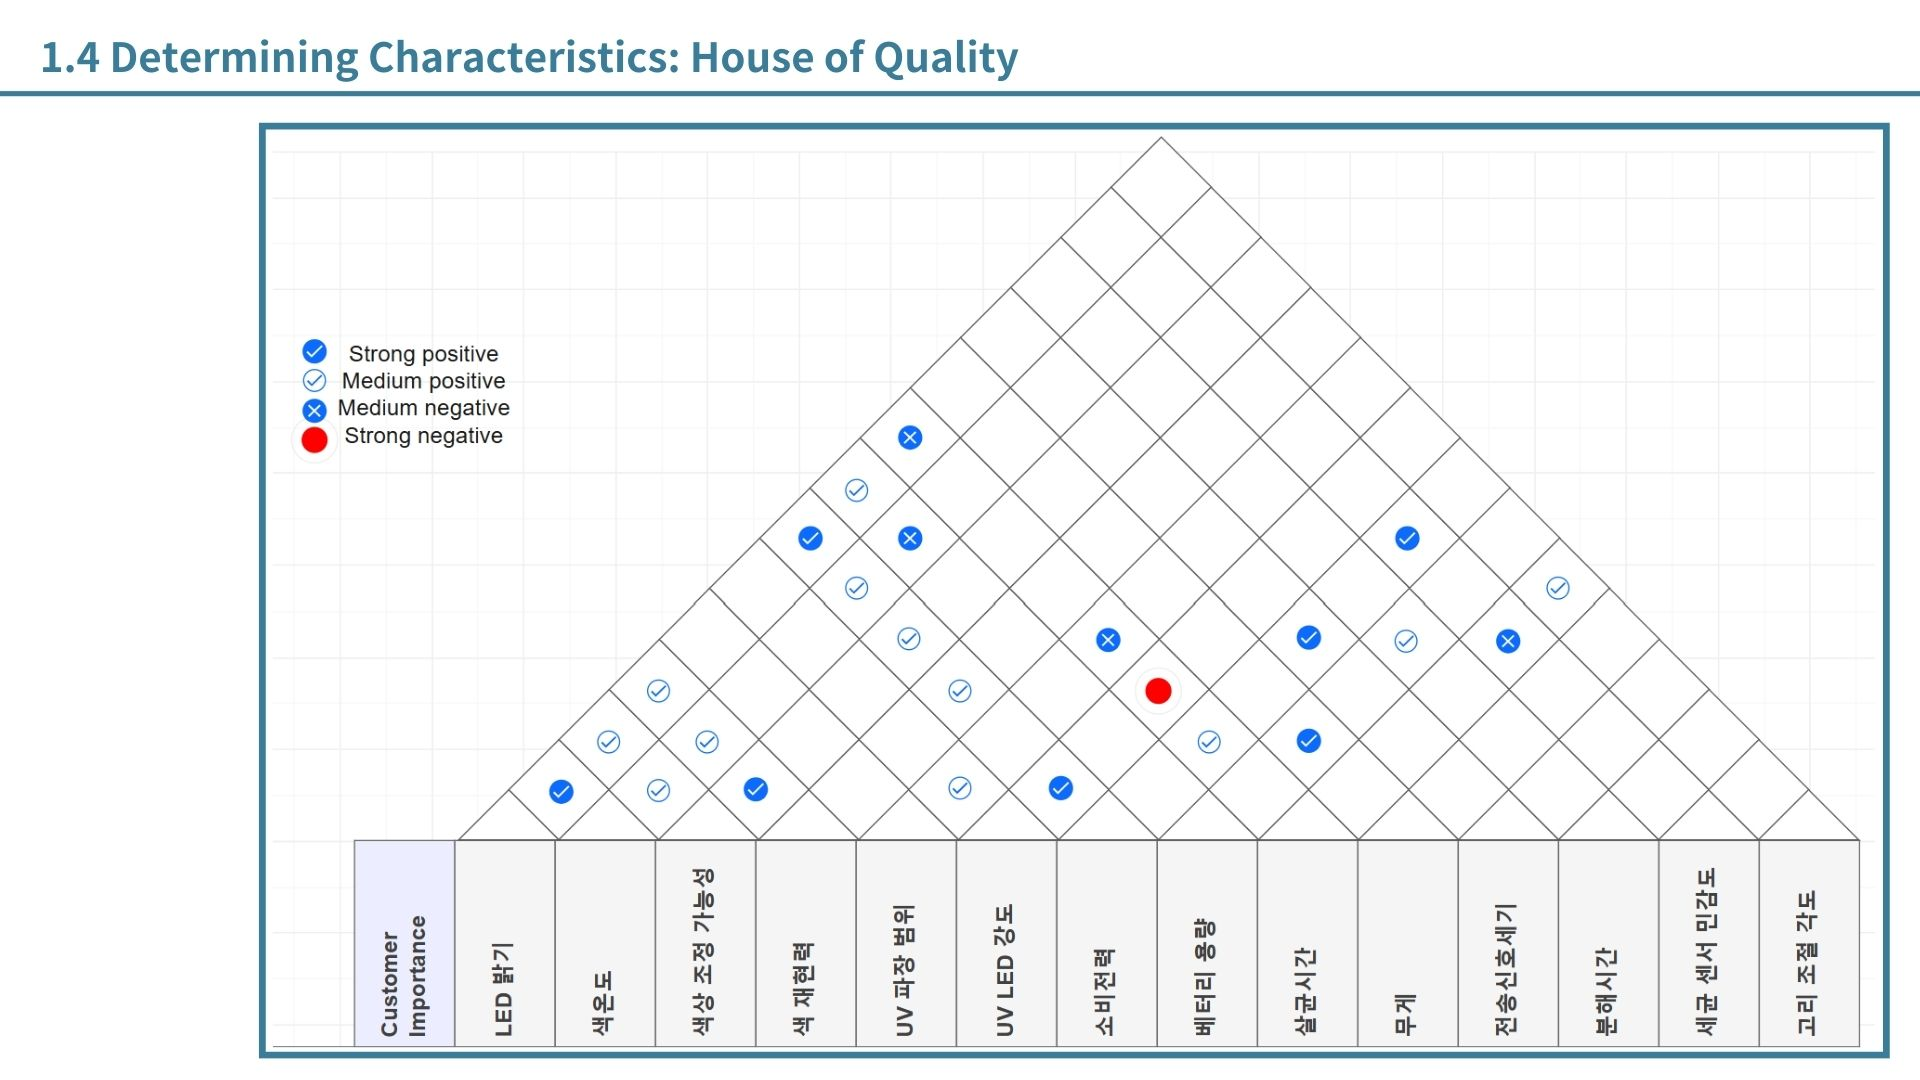 1.4 Determining Characteristics: House of Quality
Strong positive
Medium positive
Medium negative
Strong negative
Customer
Importance
LED 밝기
색온도
색상 조정 가능성
색 재현력
UV 파장 범위
UV LED 강도
소비전력
베터리 용량
살균시간
무게
전송신호세기
분해시간
세균 센서 민감도
고리 조절 각도